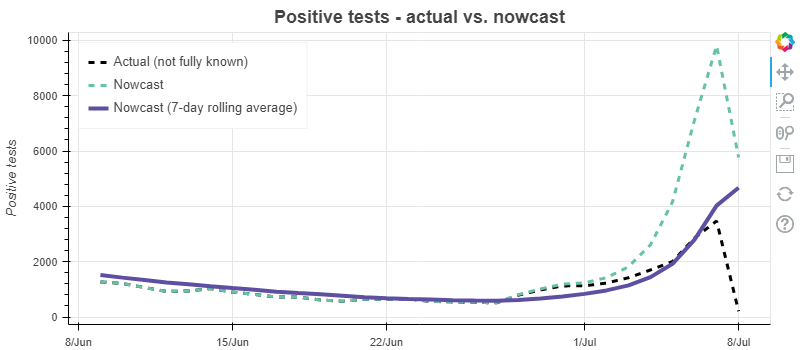 Positive tests - actual vs. nowcast
10000
8000
6000
4000
2000
0
Positive tests
Actual (not fully known)
Nowcast
Nowcast (7-day rolling average)
8/Jun
15/Jun
22/Jun
1/Jul
8/Jul